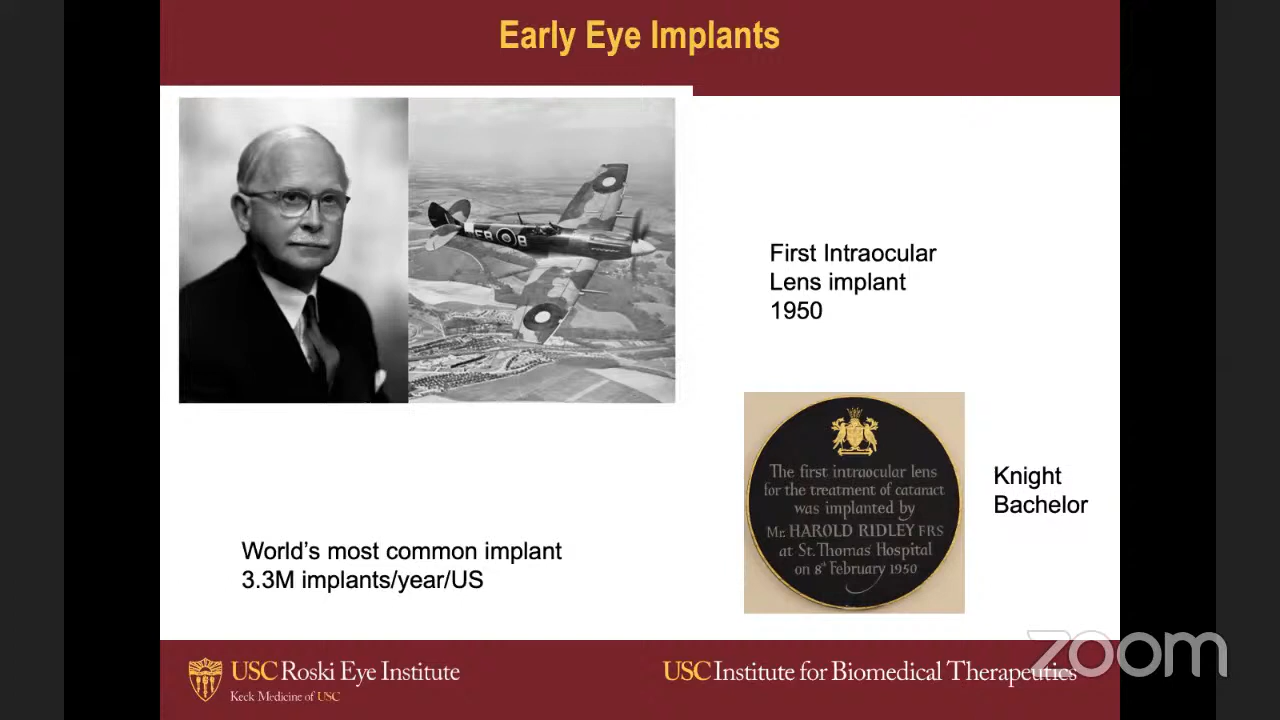 Early Eye Implants
EB B
First Intraocular
Lens implant
1950
The first intraocular lens
for the treatment of cataract
was implanted by
Mr. HAROLD RIDLEY FRS
at St. Thomas' Hospital
on 8th February 1950
Knight
Bachelor
World's most common implant
3.3M implants/year/US
USC Roski Eye Institute
Keck Medicine of USC
USC Institute for Biomedical Therapeutics
zoom